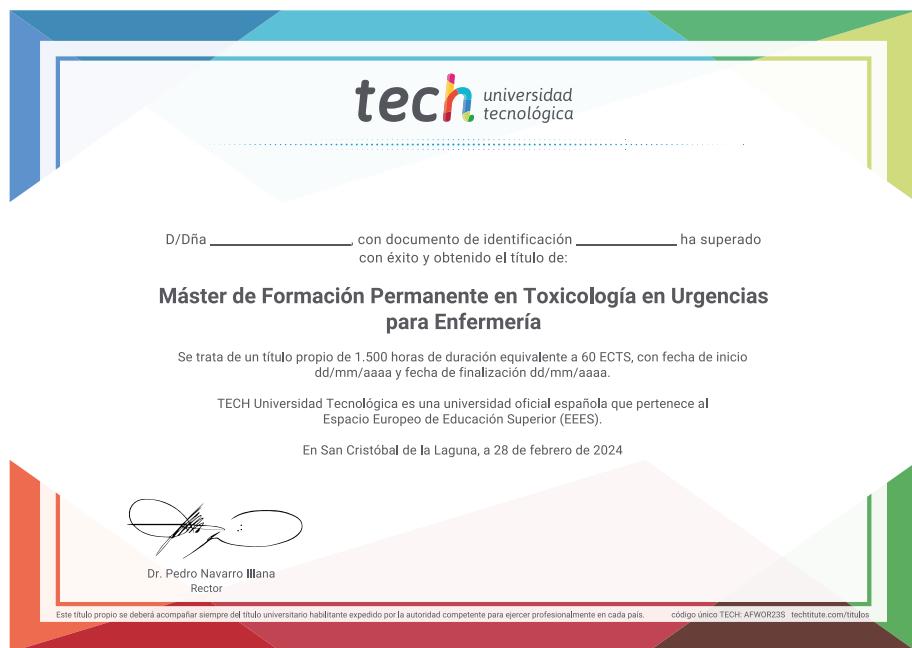 tech universidad
tecnológica
D/Dña ______________, con documento de identificación __________ ha superado
con éxito y obtenido el título de:
Máster de Formación Permanente en Toxicología en Urgencias
para Enfermería
Se trata de un título propio de 1.500 horas de duración equivalente a 60 ECTS, con fecha de inicio
dd/mm/aaaa y fecha de finalización dd/mm/aaaa.
TECH Universidad Tecnológica es una universidad oficial española que pertenece al
Espacio Europeo de Educación Superior (EEES).
En San Cristóbal de la Laguna, a 28 de febrero de 2024
Dr. Pedro Navarro Illana
Rector
Este título propio se deberá acompañar siempre del título universitario habilitante expedido por la autoridad competente para ejercer profesionalmente en cada país. código único TECH: AFWOR23S techtitute.com/titulos